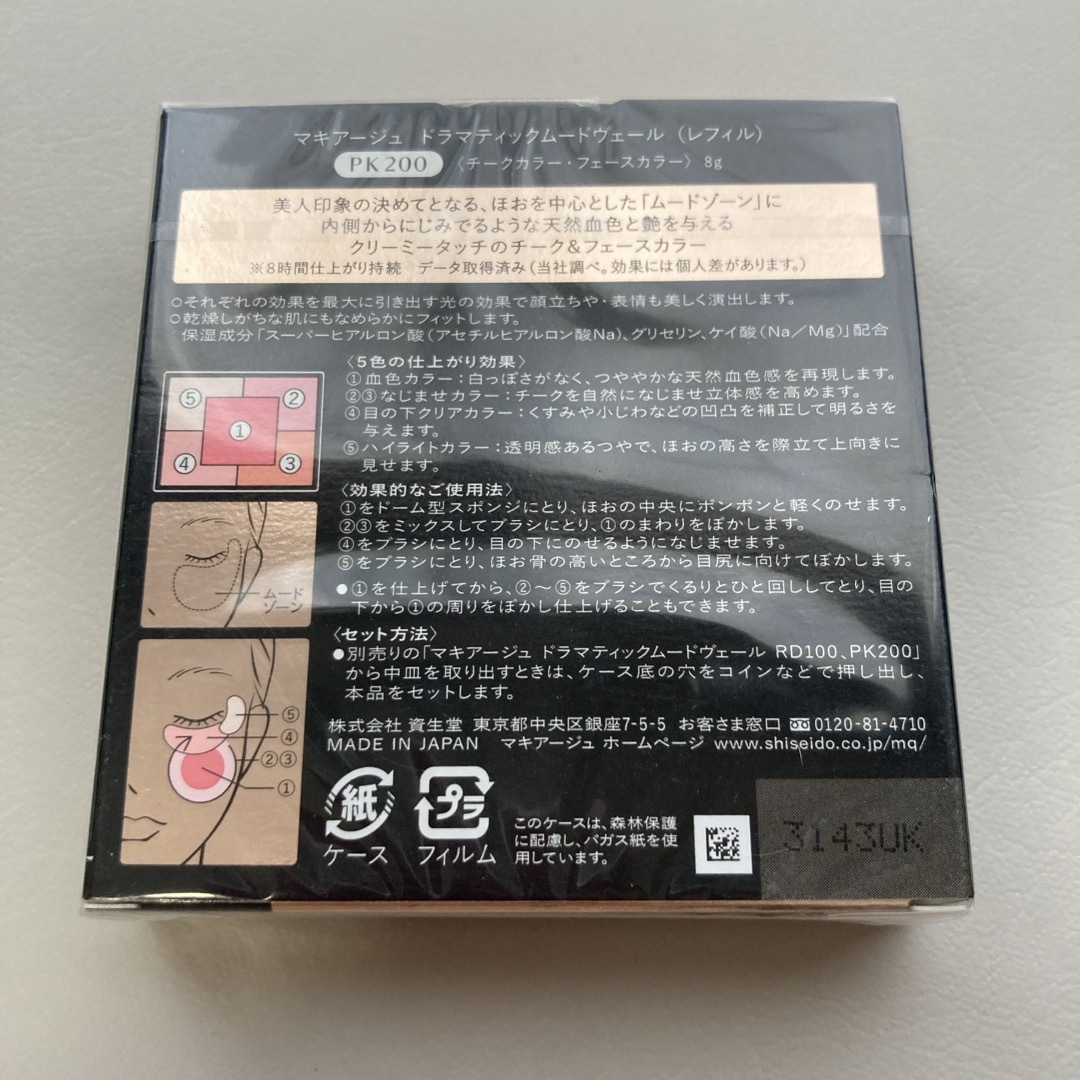 マキアージュ ドラマティックムードヴェール（レフィル）
PK200 〈チークカラー・フェースカラー〉 8g
美人印象の決めてとなる、ほおを中心とした「ムードゾーン」に
内側からにじみでるような天然血色と艶を与える
クリーミータッチのチーク&フェースカラー
※8時間仕上がり持続 データ取得済み（当社調べ。効果には個人差があります。）
○それぞれの効果を最大に引き出す光の効果で顔立ちや・表情も美しく演出します。
○乾燥しがちな肌にもなめらかにフィットします。
保湿成分「スーパーヒアルロン酸（アセチルヒアルロン酸Na）、グリセリン、ケイ酸（Na／Mg）」配合
〈5色の仕上がり効果〉
①血色カラー：白っぽさがなく、つややかな天然血色感を再現します。
②③なじませカラー：チークを自然になじませ立体感を高めます。
④目の下クリアカラー：くすみや小じわなどの凹凸を補正して明るさを
与えます。
⑤ハイライトカラー：透明感あるつやで、ほおの高さを際立て上向きに
見せます。
⑤ ②
①
④ ③
〈効果的なご使用法〉
①をドーム型スポンジにとり、ほおの中央にポンポンと軽くのせます。
②③をミックスしてブラシにとり、①のまわりをぼかします。
④をブラシにとり、目の下にのせるようになじませます。
⑤をブラシにとり、ほお骨の高いところから目尻に向けてぼかします。
●①を仕上げてから、②～⑤をブラシでくるりとひと回ししてとり、目の
下から①の周りをぼかし仕上げることもできます。
ムード
ゾーン
〈セット方法〉
●別売りの「マキアージュ ドラマティックムードヴェール RD100、PK200」
から中皿を取り出すときは、ケース底の穴をコインなどで押し出し、
本品をセットします。
⑤
④
②③
①
株式会社 資生堂 東京都中央区銀座7-5-5 お客さま窓口 0120-81-4710
MADE IN JAPAN マキアージュ ホームページ www.shiseido.co.jp/mq/
紙 プラ
ケース フィルム
このケースは、森林保護
に配慮し、バガス紙を使
用しています。
3143UK